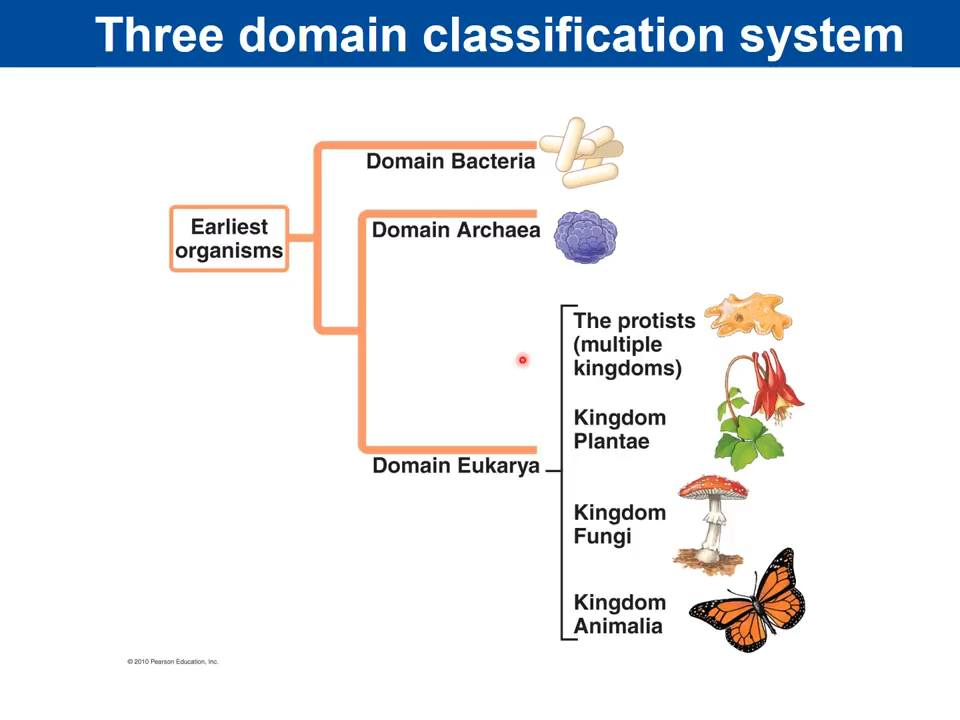 Three domain classification system
Domain Bacteria
Earliest
organisms
Domain Archaea
The protists
(multiple
kingdoms)
Kingdom
Plantae
Domain Eukarya
Kingdom
Fungi
Kingdom
Animalia
© 2010 Pearson Education, Inc.